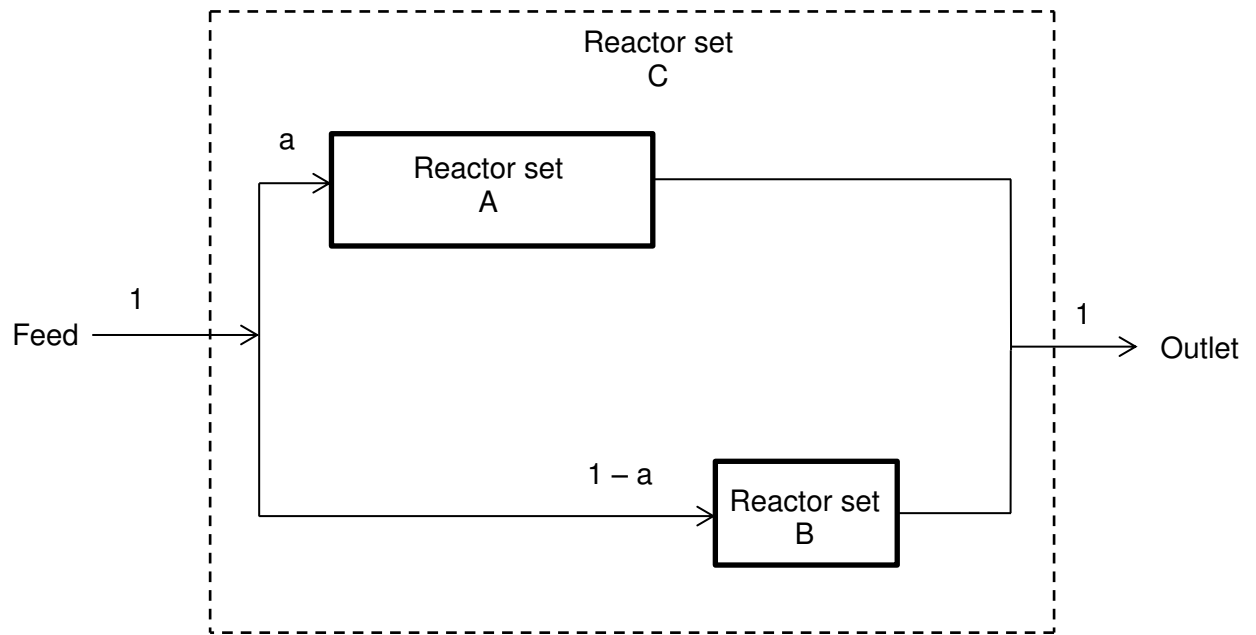 Reactor set
C
a
Reactor set
A
1
Feed
1
Outlet
1 – a
Reactor set
B